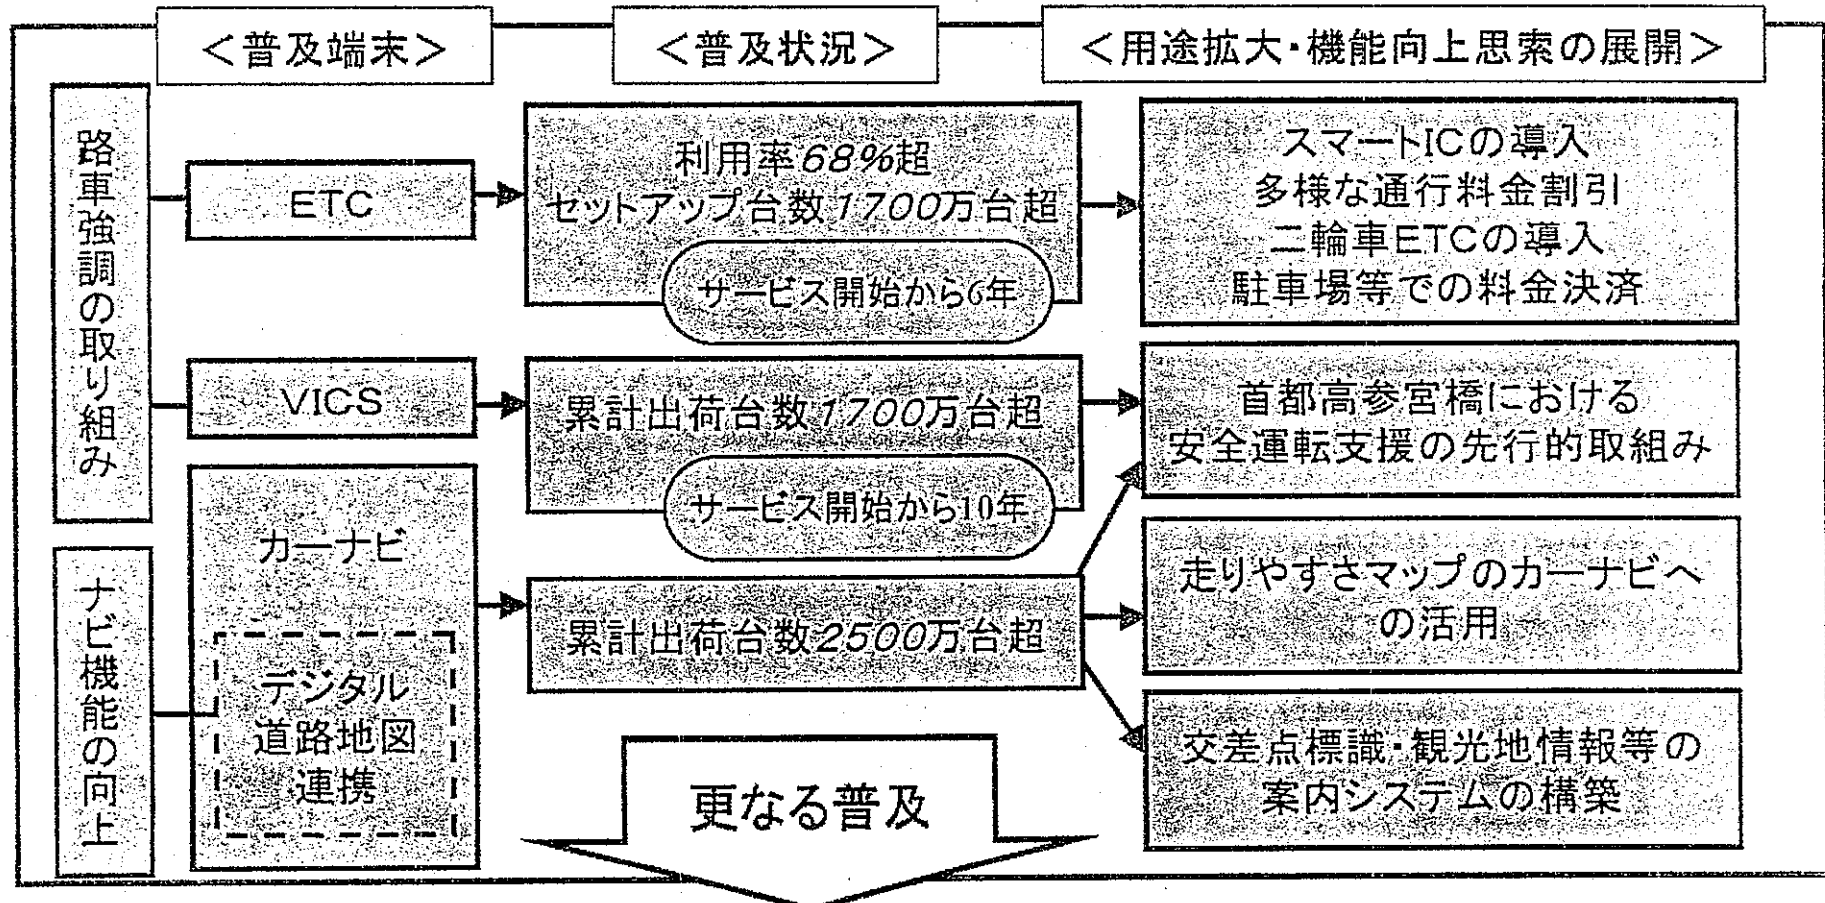 ＜普及端末＞
＜普及状況＞
＜用途拡大・機能向上思索の展開＞
路車強調の取り組み
ETC
利用率68%超
セットアップ台数1700万台超
サービス開始から6年
スマートICの導入
多様な通行料金割引
二輪車ETCの導入
駐車場等での料金決済
VICS
累計出荷台数1700万台超
サービス開始から10年
首都高参宮橋における
安全運転支援の先行的取組み
ナビ機能の向上
カーナビ
デジタル
道路地図
連携
累計出荷台数2500万台超
走りやすさマップのカーナビへ
の活用
交差点標識・観光地情報等の
案内システムの構築
更なる普及